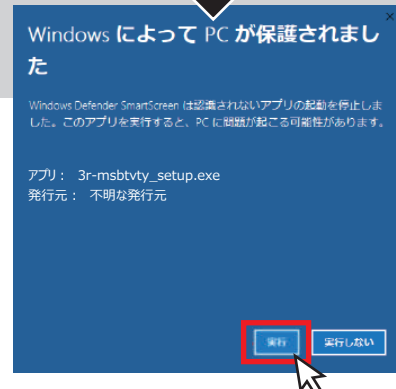 Windows によって PC が保護されまし
た
Windows Defender SmartScreen は認識されないアプリの起動を停止しま
した。このアプリを実行すると、PC に問題が起こる可能性があります。
アプリ： 3r-msbtvty_setup.exe
発行元： 不明な発行元
実行 実行しない